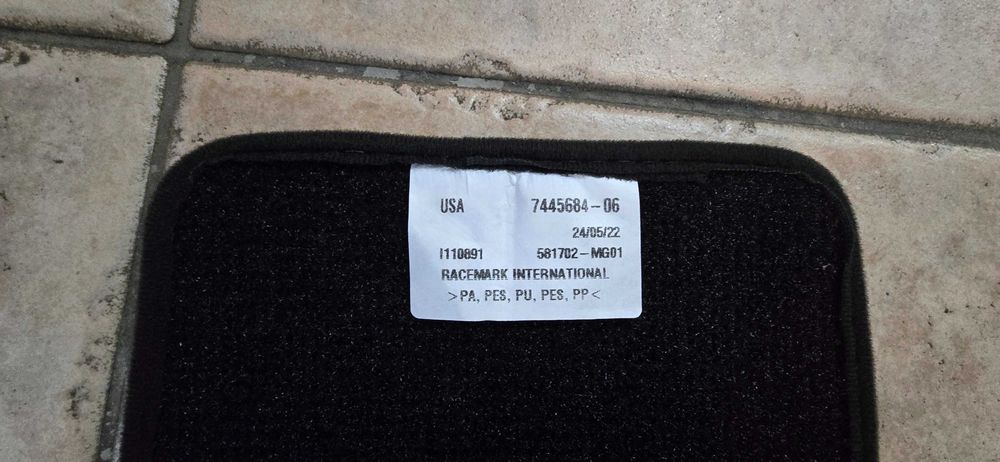 USA 7445684-06
24/05/22
I110891 581702-MG01
RACEMARK INTERNATIONAL
>PA, PES, PU, PES, PP<